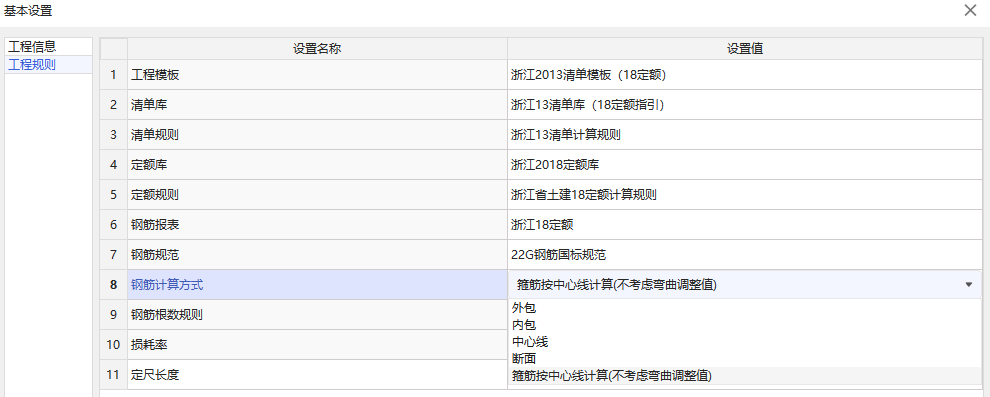 基本设置
工程信息
工程规则
设置名称 设置值
1 工程模板 浙江2013清单模板（18定额）
2 清单库 浙江13清单库（18定额指引）
3 清单规则 浙江13清单计算规则
4 定额库 浙江2018定额库
5 定额规则 浙江省土建18定额计算规则
6 钢筋报表 浙江18定额
7 钢筋规范 22G钢筋国标规范
8 钢筋计算方式 箍筋按中心线计算(不考虑弯曲调整值)
9 钢筋根数规则
外包
内包
中心线
10 损耗率
断面
箍筋按中心线计算(不考虑弯曲调整值)
11 定尺长度